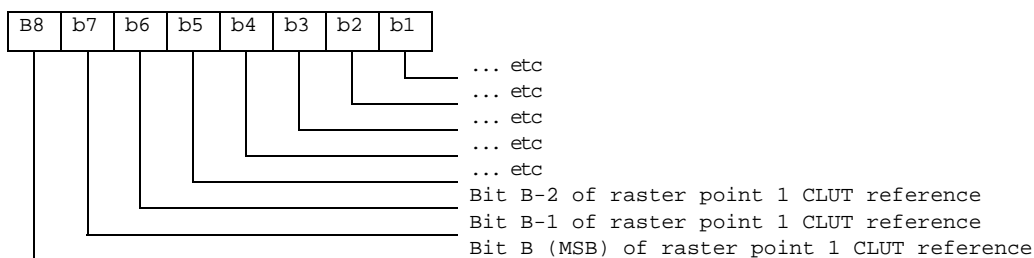 B8 b7 b6 b5 b4 b3 b2 b1
... etc
... etc
... etc
... etc
... etc
Bit B-2 of raster point 1 CLUT reference
Bit B-1 of raster point 1 CLUT reference
Bit B (MSB) of raster point 1 CLUT reference